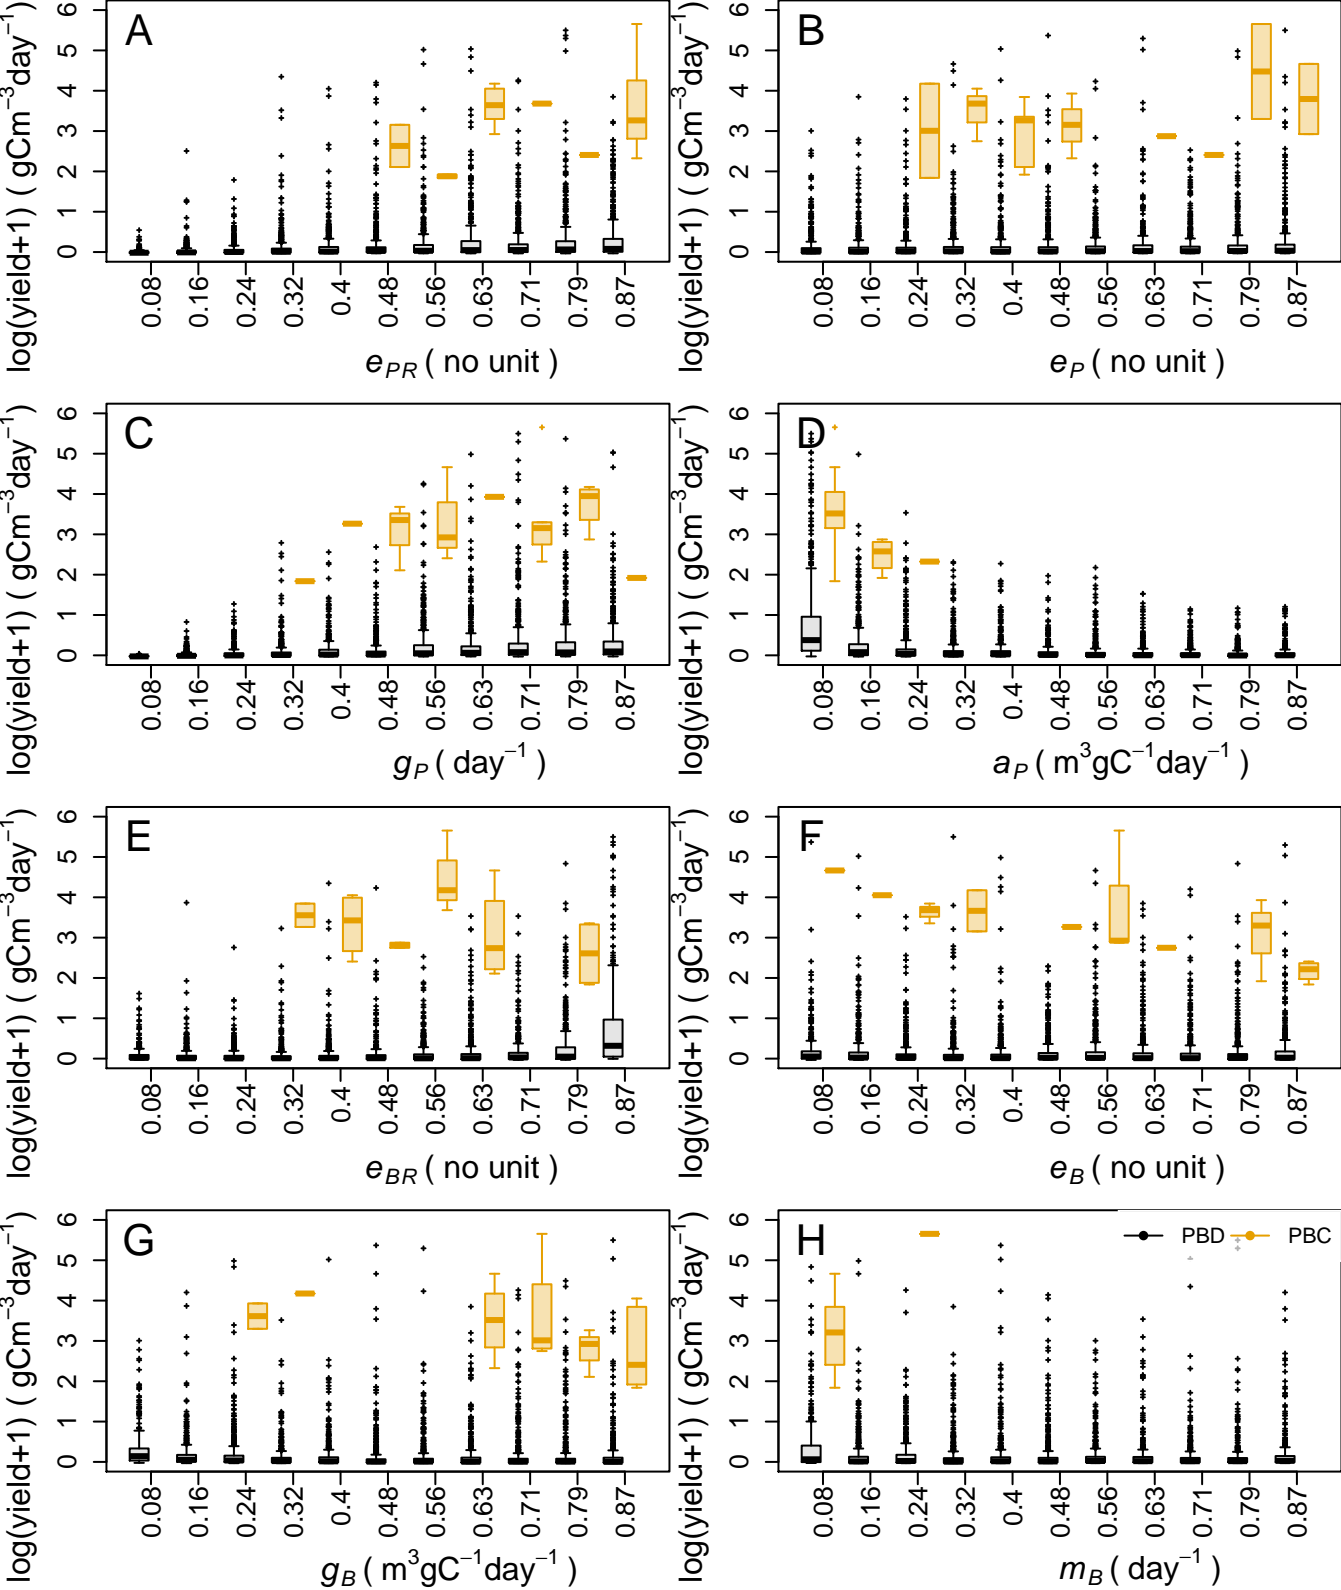 A
log(yield+1) ( gCm⁻³day⁻¹)
0 1 2 3 4 5 6
0.08 0.16 0.24 0.32 0.4 0.48 0.56 0.63 0.71 0.79 0.87
e_PR ( no unit )
B
log(yield+1) ( gCm⁻³day⁻¹)
0 1 2 3 4 5 6
0.08 0.16 0.24 0.32 0.4 0.48 0.56 0.63 0.71 0.79 0.87
e_P ( no unit )
C
log(yield+1) ( gCm⁻³day⁻¹)
0 1 2 3 4 5 6
0.08 0.16 0.24 0.32 0.4 0.48 0.56 0.63 0.71 0.79 0.87
g_P ( day⁻¹ )
D
log(yield+1) ( gCm⁻³day⁻¹)
0 1 2 3 4 5 6
0.08 0.16 0.24 0.32 0.4 0.48 0.56 0.63 0.71 0.79 0.87
a_P ( m³gC⁻¹day⁻¹ )
E
log(yield+1) ( gCm⁻³day⁻¹)
0 1 2 3 4 5 6
0.08 0.16 0.24 0.32 0.4 0.48 0.56 0.63 0.71 0.79 0.87
e_BR ( no unit )
F
log(yield+1) ( gCm⁻³day⁻¹)
0 1 2 3 4 5 6
0.08 0.16 0.24 0.32 0.4 0.48 0.56 0.63 0.71 0.79 0.87
e_B ( no unit )
G
log(yield+1) ( gCm⁻³day⁻¹)
0 1 2 3 4 5 6
0.08 0.16 0.24 0.32 0.4 0.48 0.56 0.63 0.71 0.79 0.87
g_B ( m³gC⁻¹day⁻¹ )
H
PBD PBC
log(yield+1) ( gCm⁻³day⁻¹)
0 1 2 3 4 5 6
0.08 0.16 0.24 0.32 0.4 0.48 0.56 0.63 0.71 0.79 0.87
m_B ( day⁻¹ )